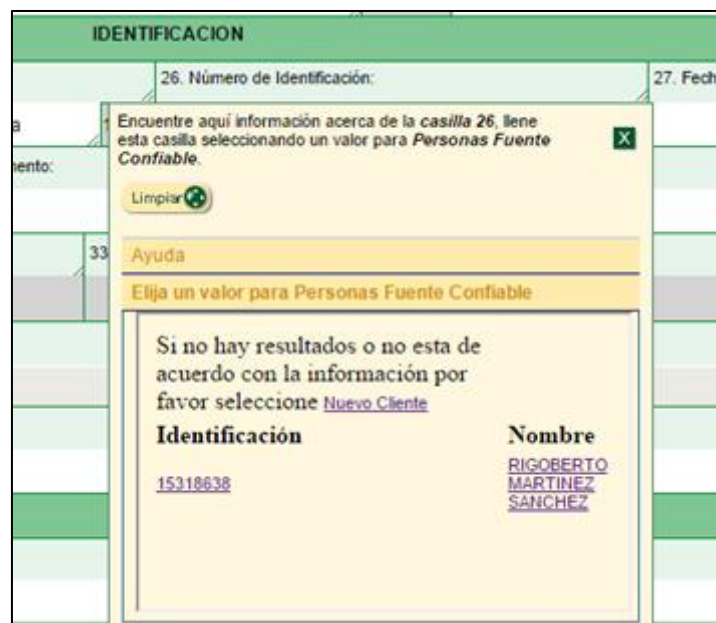 IDENTIFICACION
26. Número de Identificación:
27. Fech
a
Encuentre aquí información acerca de la casilla 26, llene
esta casilla seleccionando un valor para Personas Fuente
Confiable.
X
mento:
Limpiar
33
Ayuda
Elija un valor para Personas Fuente Confiable
Si no hay resultados o no esta de
acuerdo con la información por
favor seleccione Nuevo Cliente
Identificación Nombre
15318638 RIGOBERTO
MARTINEZ
SANCHEZ